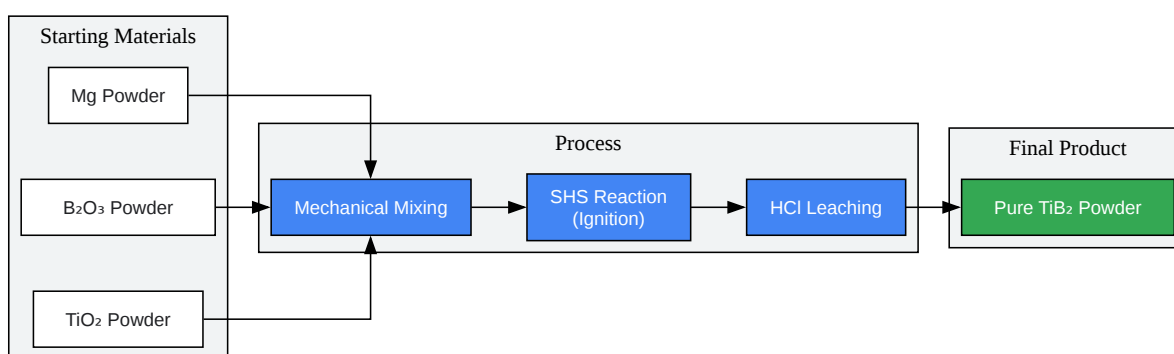 Starting Materials
Mg Powder
B₂O₃ Powder
TiO₂ Powder
Process
Mechanical Mixing
SHS Reaction
(Ignition)
HCl Leaching
Final Product
Pure TiB₂ Powder